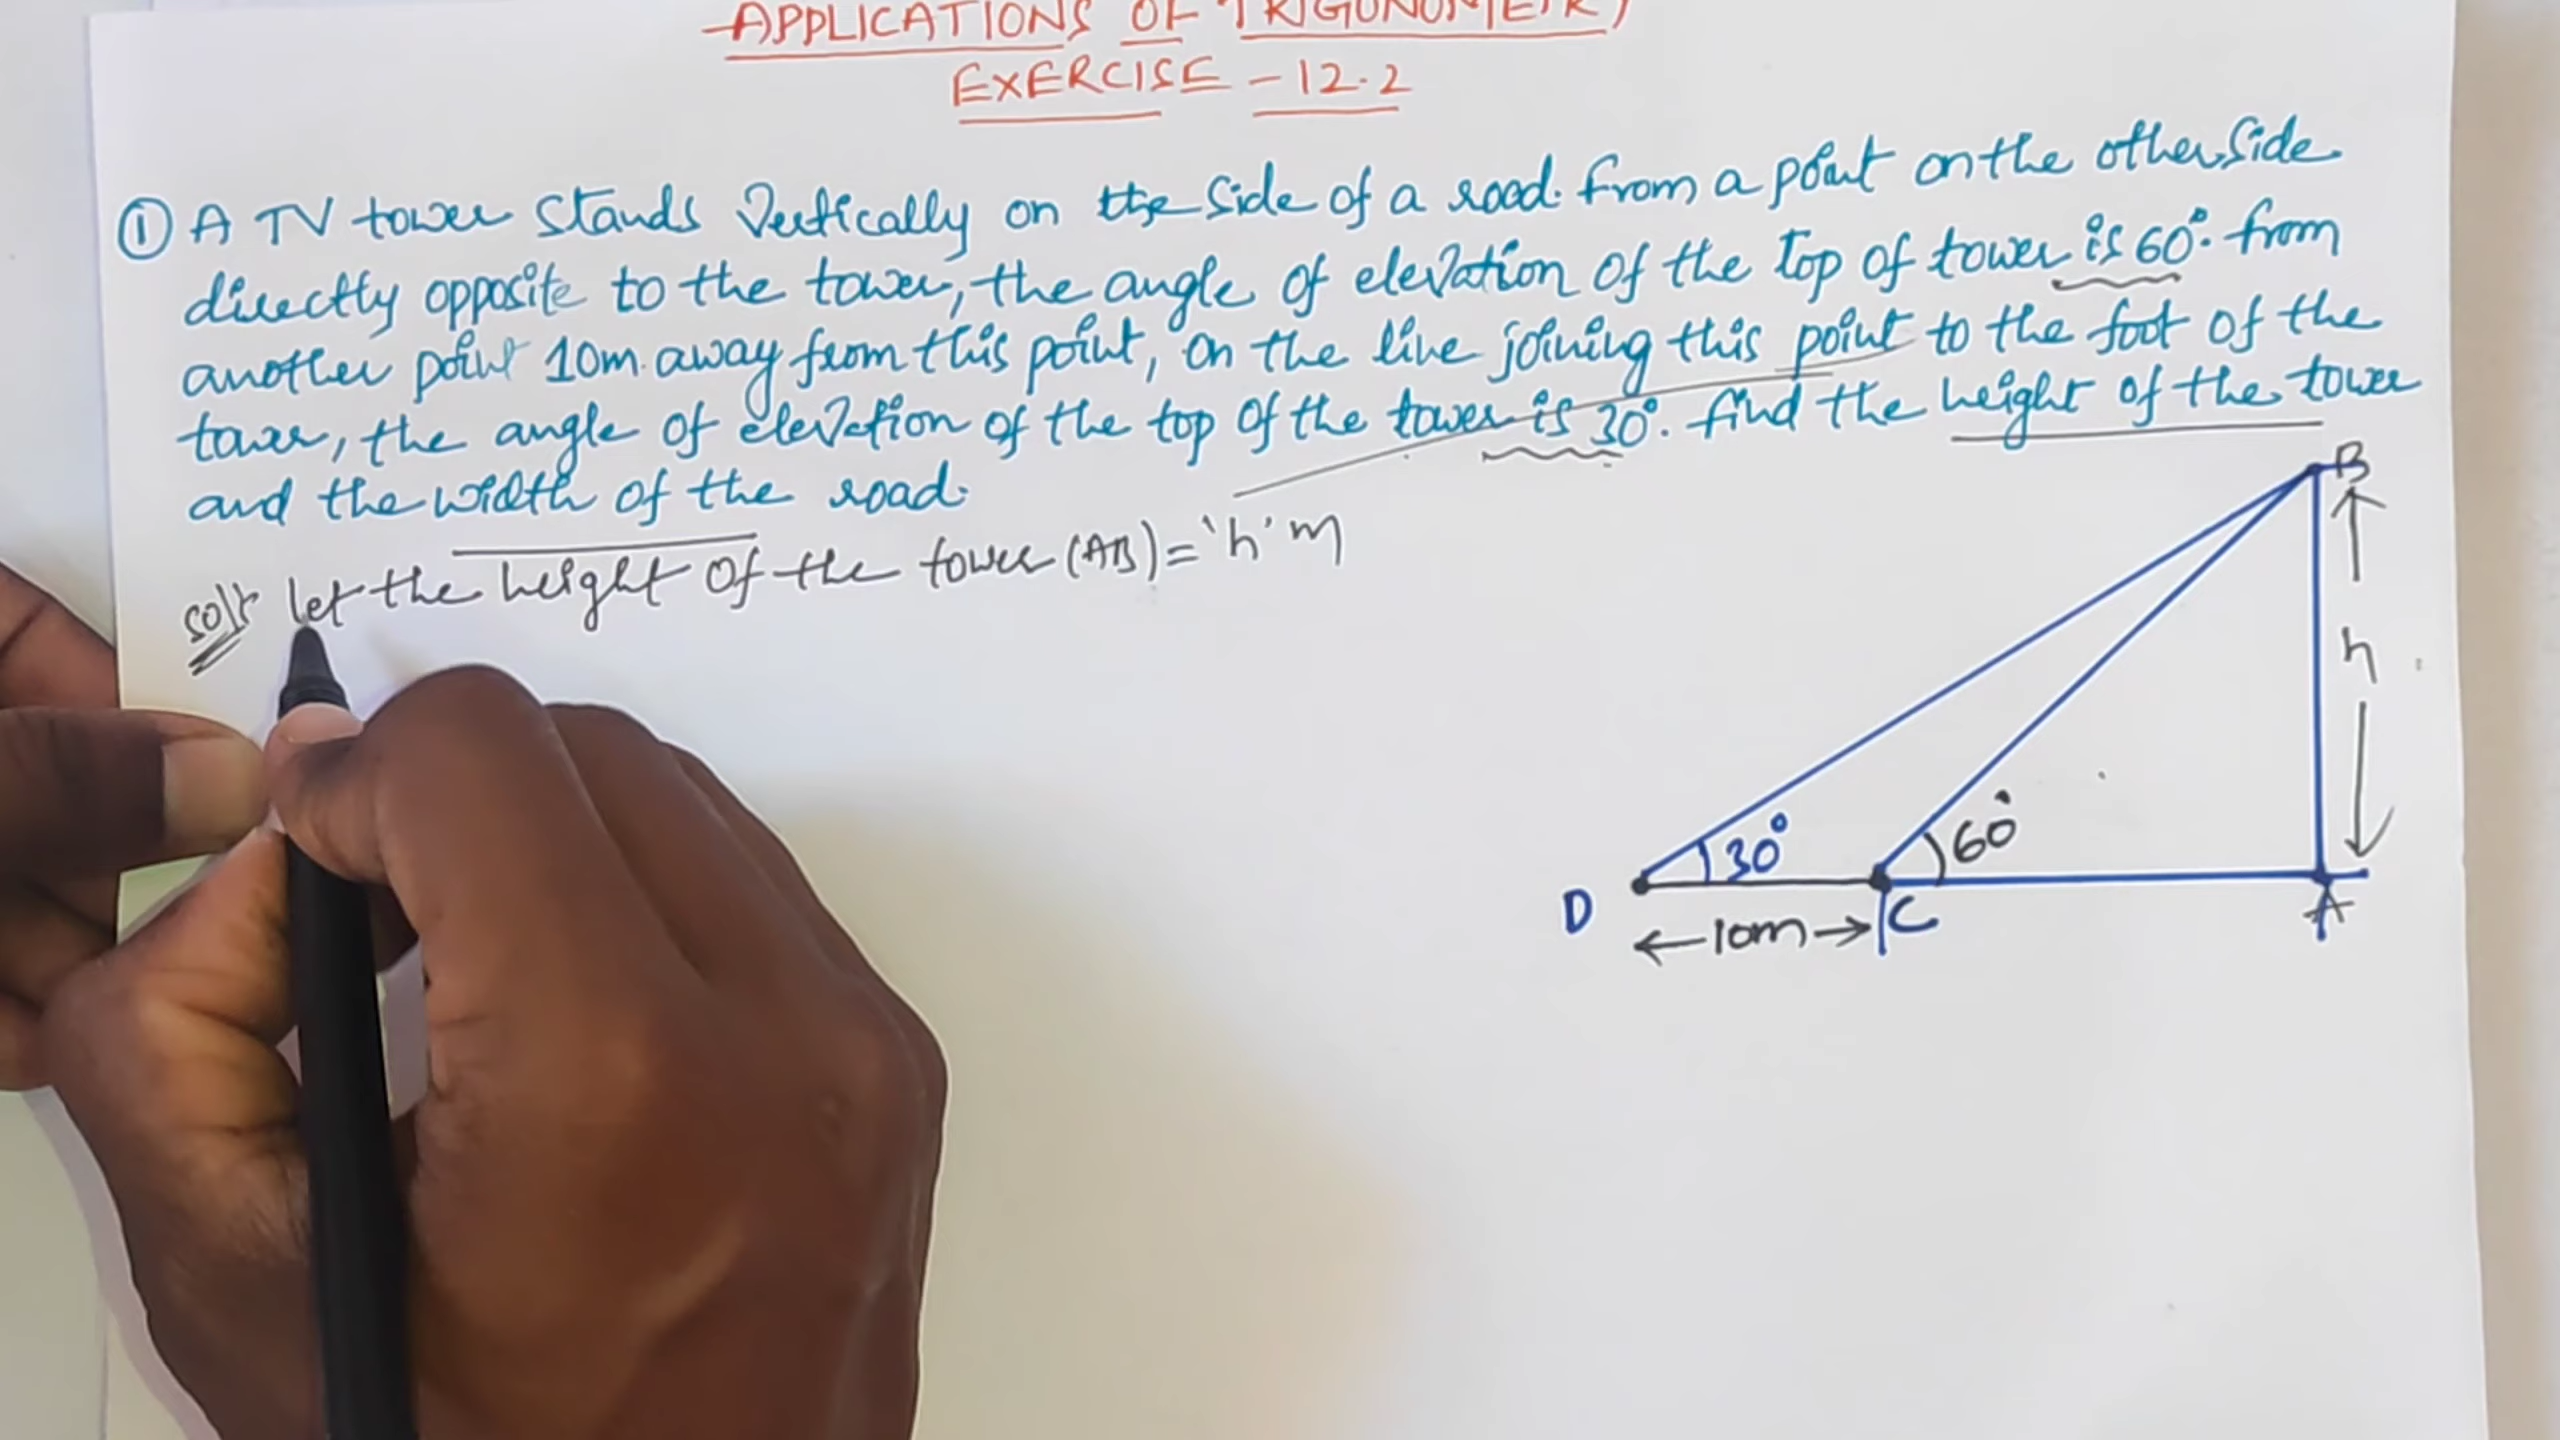 APPLICATIONS OF TRIGONOMETRY
EXERCISE - 12.2
① A TV tower stands vertically on the side of a road. from a point on the other side
directly opposite to the tower, the angle of elevation of the top of tower is 60°. from
another point 10m away from this point, on the line joining this point to the foot of the
tower, the angle of elevation of the top of the tower is 30°. find the height of the tower
and the width of the road.
let the height of the tower (AB) = 'h' m
B
h
30°
60°
D
10m
C
A